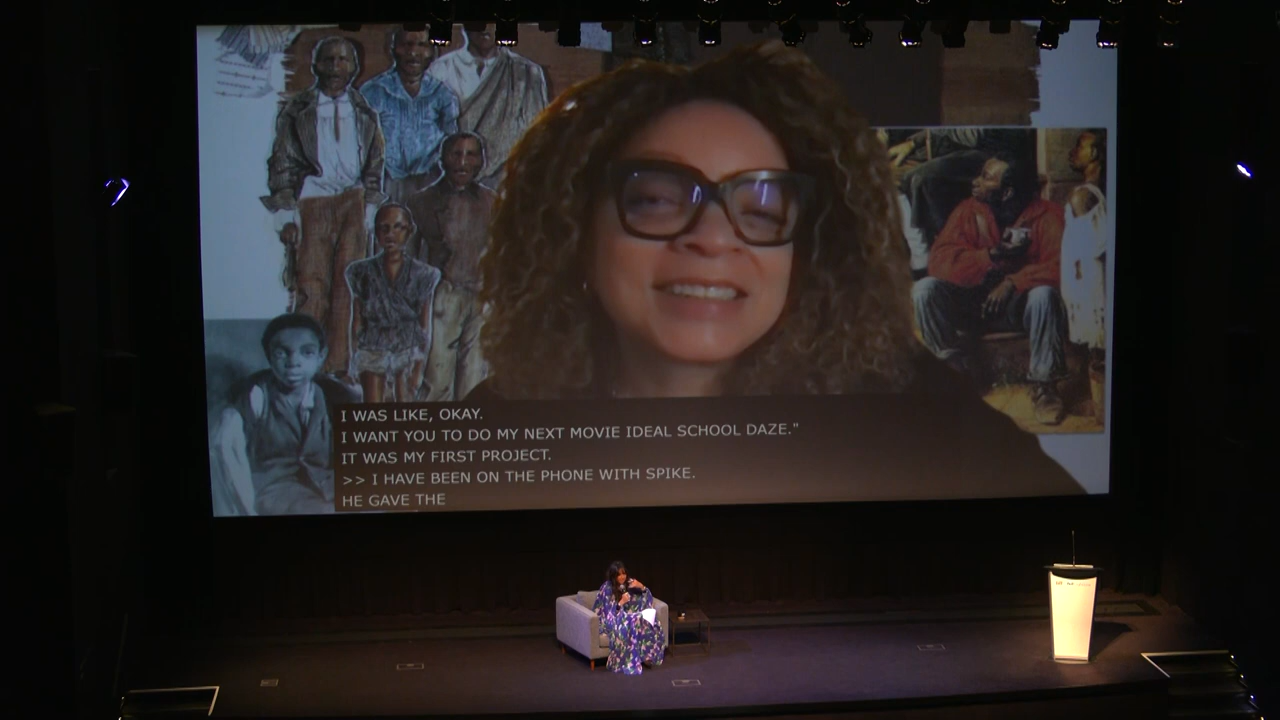 I WAS LIKE, OKAY.
I WANT YOU TO DO MY NEXT MOVIE IDEAL SCHOOL DAZE."
IT WAS MY FIRST PROJECT.
>> I HAVE BEEN ON THE PHONE WITH SPIKE.
HE GAVE THE